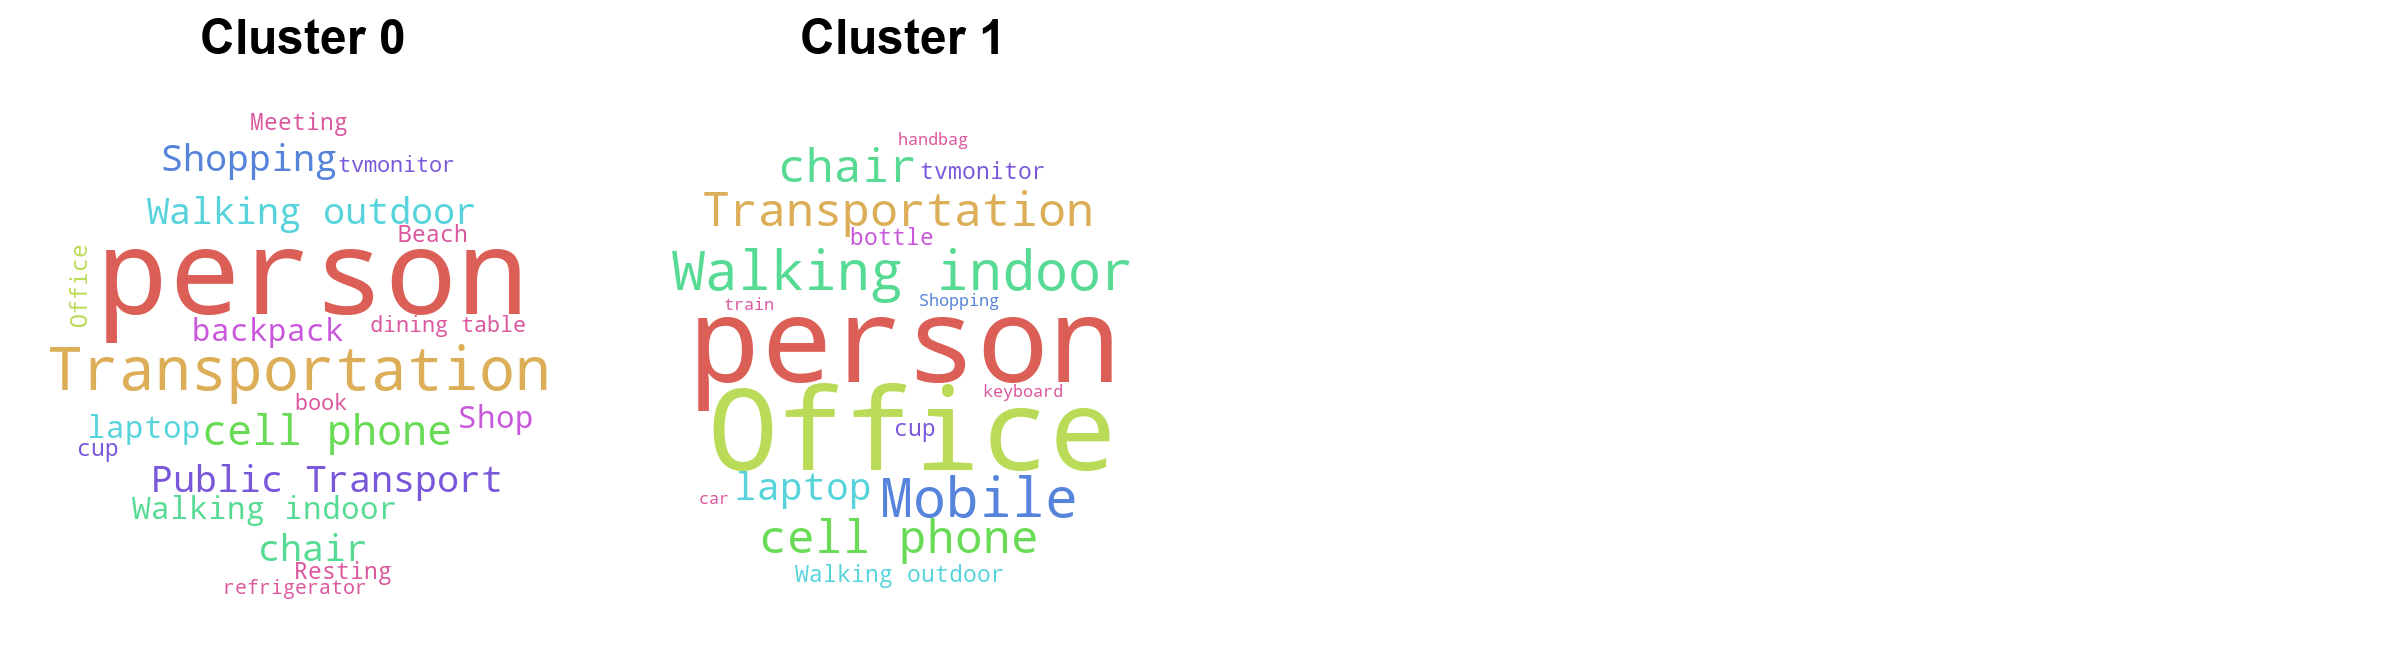 Cluster 0
Meeting
Shopping
tvmonitor
Walking outdoor
Beach
Office
person
backpack
dining table
Transportation
book
laptop
cell phone
Shop
cup
Public Transport
Walking indoor
chair
Resting
refrigerator
Cluster 1
handbag
chair
tvmonitor
Transportation
bottle
Walking indoor
train
Shopping
person
keyboard
Office
cup
laptop
car
Mobile
cell phone
Walking outdoor